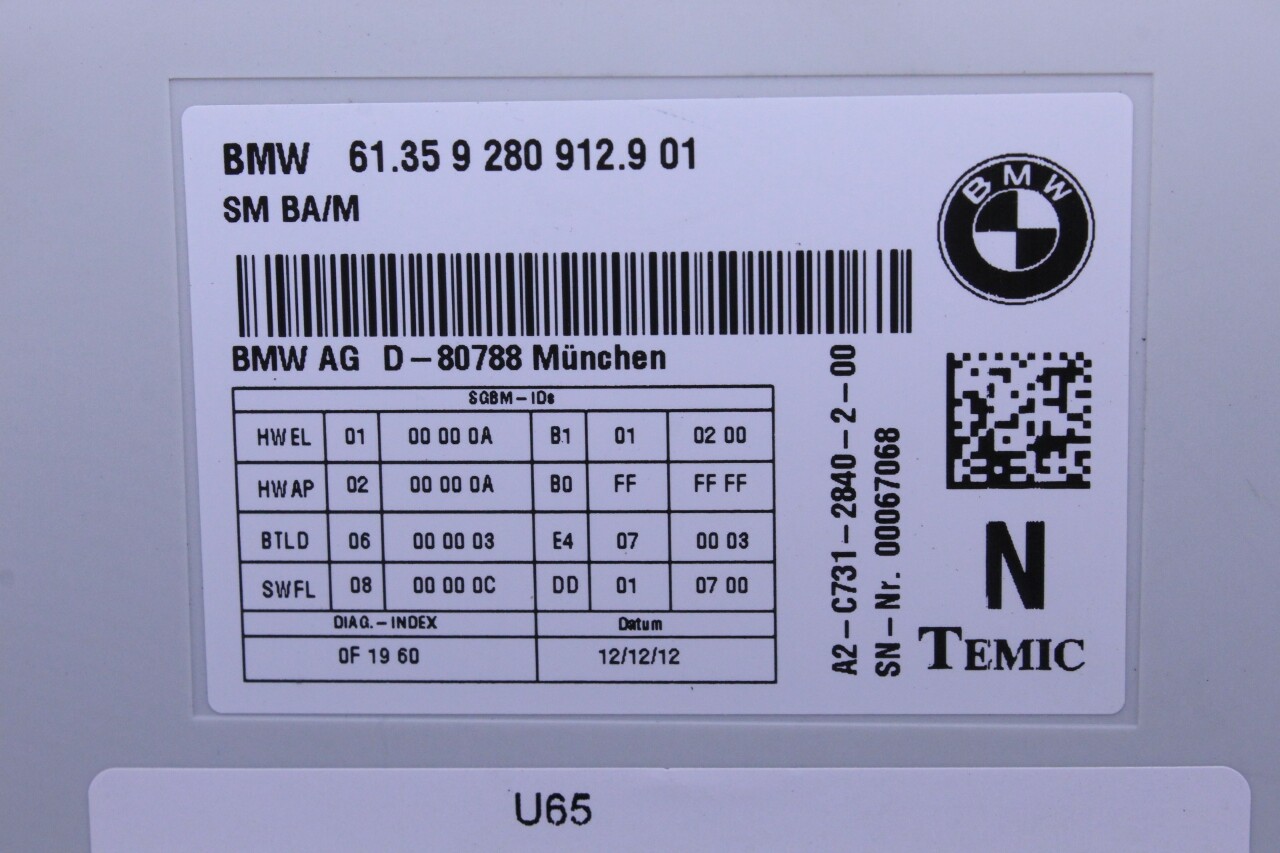 BMW 61.35 9 280 912.9 01
SM BA/M
BMW
BMW AG D-80788 München
SGBM-IDs
HWEL 01 00 00 0A B1 01 02 00
HWAP 02 00 00 0A B0 FF FF FF
BTLD 06 00 00 03 E4 07 00 03
SWFL 08 00 00 0C DD 01 07 00
DIAG.-INDEX Datum
0F 19 60 12/12/12
A2-C731-2840-2-00
SN-Nr. 00067068
N
TEMIC
U65